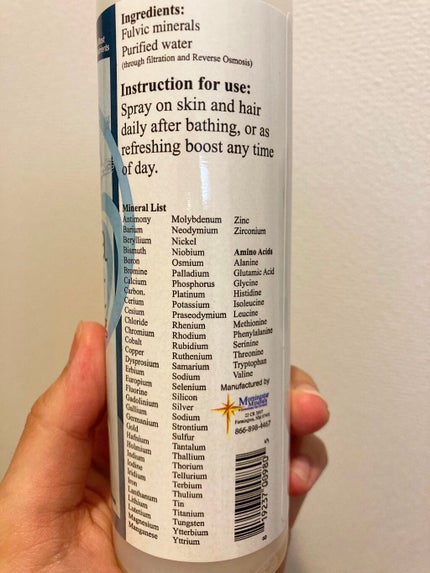 Ingredients:
Fulvic minerals
Purified water
(through filtration and Reverse Osmosis)
Instruction for use:
Spray on skin and hair
daily after bathing, or as
refreshing boost any time
of day.
Mineral List
Antimony
Barium
Beryllium
Bismuth
Boron
Bromine
Calcium
Carbon.
Cerium
Cesium
Chloride
Chromium
Cobalt
Copper
Dysprosium
Erbium
Europium
Fluorine
Gadolinium
Gallium
Germanium
Gold
Hafnium
Holmium
Indium
Iodine
Iridium
Iron
Lanthanum
Lithium
Lutetium
Magnesium
Manganese
Molybdenum
Neodymium
Nickel
Niobium
Osmium
Palladium
Phosphorus
Platinum
Potassium
Praseodymium
Rhenium
Rhodium
Rubidium
Ruthenium
Samarium
Sodium
Selenium
Silicon
Silver
Sodium
Strontium
Sulfur
Tantalum
Thallium
Thorium
Tellurium
Terbium
Thulium
Tin
Titanium
Tungsten
Ytterbium
Yttrium
Zinc
Zirconium
Amino Acids
Alanine
Glutamic Acid
Glycine
Histidine
Isoleucine
Leucine
Methionine
Phenylalanine
Serinine
Threonine
Tryptophan
Valine
Manufactured by
866-898-4467